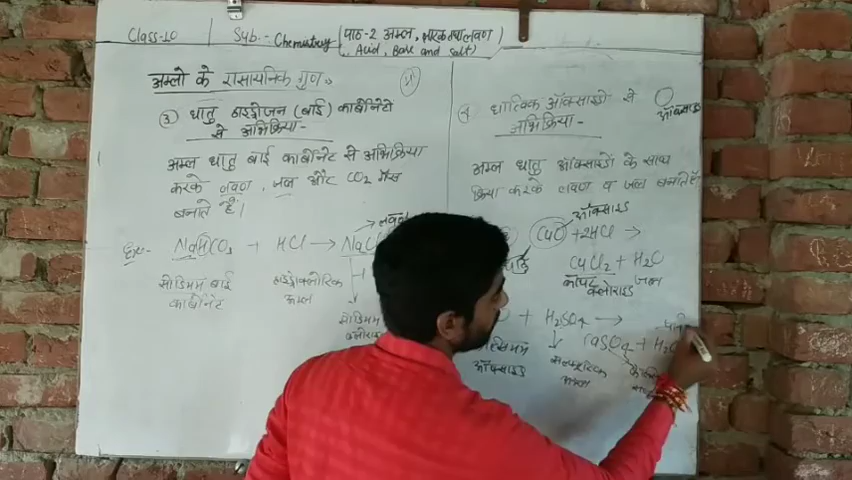 Class-10 Sub.- Chemistry (पाठ-2 अम्ल, क्षारक तथा लवण)
(Acid, Base and Salt)
अम्लो के रासायनिक गुण
③ धातु हाइड्रोजन (बाई) कार्बोनेटो
से अभिक्रिया-
अम्ल धातु बाई कार्बोनेट से अभिक्रिया
करके लवण, जल और CO₂ गैस
बनाते है।
NaHCO₃ + HCl → NaCl
लवण
सोडियम बाई
कार्बोनेट
हाइड्रोक्लोरिक
अम्ल
सोडियम
④ धात्विक ऑक्साइडो से
अभिक्रिया-
ऑक्साइड
अम्ल धातु ऑक्साडों के साथ
क्रिया करके लवण व जल बनाते है
ऑक्साइड
CuO + 2HCl →
CuCl₂ + H₂O
कॉपर
क्लोराइड
जल
+ H₂SO₄ →
CaSO₄ + H₂O
ऑक्साइड
सल्फ्यूरिक
अम्ल